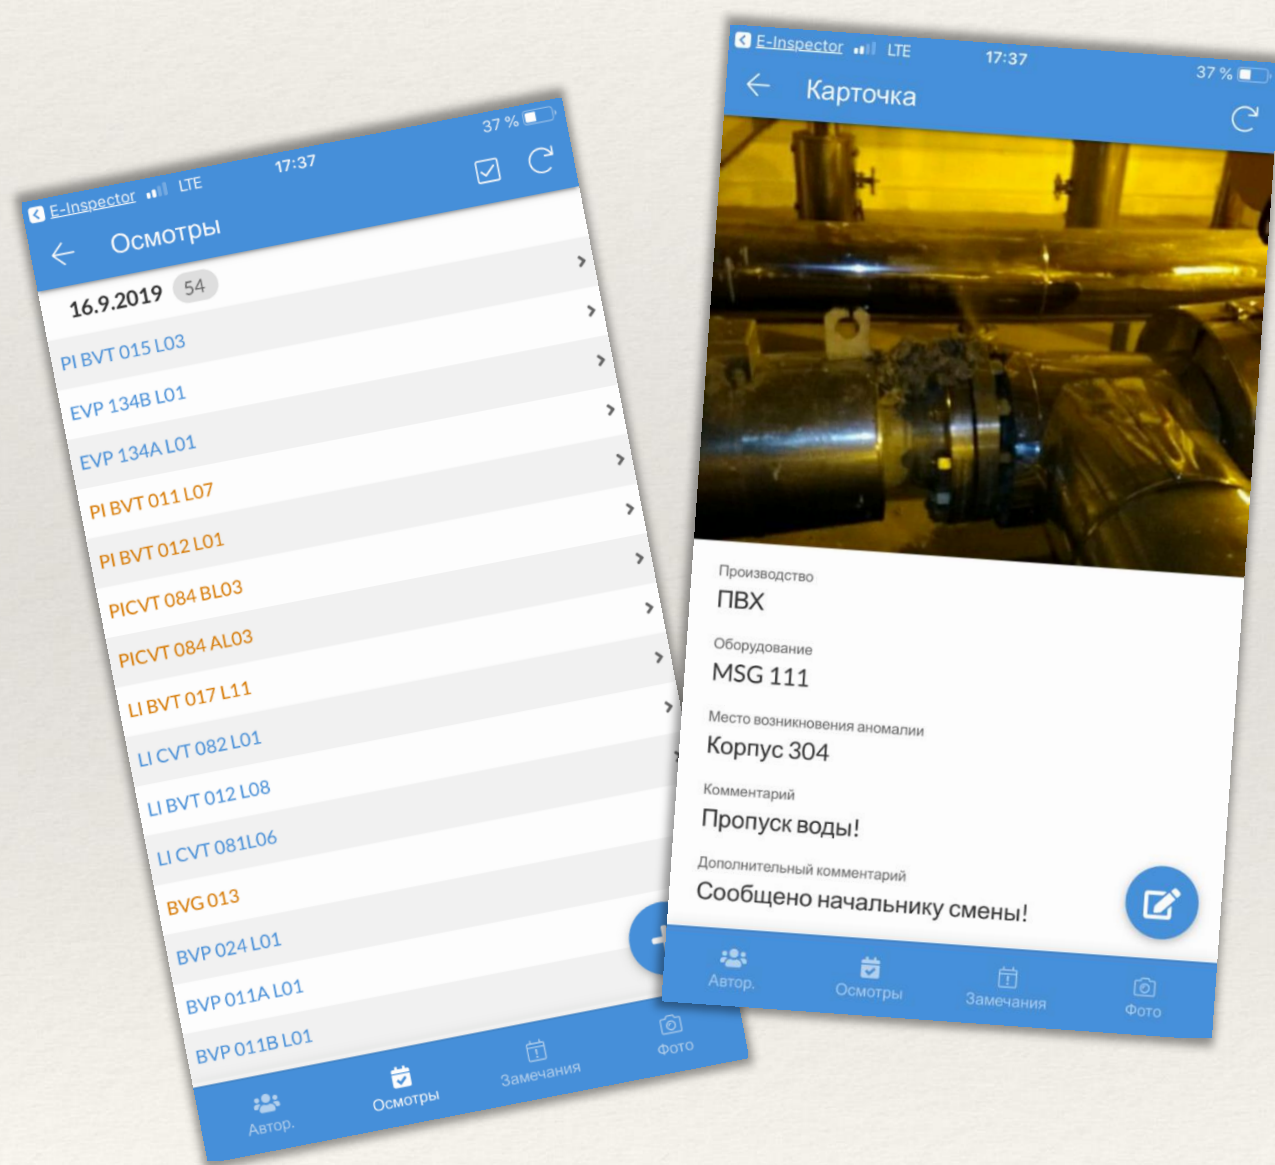 E-Inspector LTE 17:37 37 %
Осмотры
16.9.2019 54
PI BVT 015 L03
EVP 134B L01
EVP 134A L01
PI BVT 011 L07
PI BVT 012 L01
PICVT 084 BL03
PICVT 084 AL03
LI BVT 017 L11
LI CVT 082 L01
LI BVT 012 L08
LI CVT 081L06
BVG 013
BVP 024 L01
BVP 011A L01
BVP 011B L01
Автор. Осмотры Замечания Фото
E-Inspector LTE 17:37 37 %
Карточка
Производство
ПВХ
Оборудование
MSG 111
Место возникновения аномалии
Корпус 304
Комментарий
Пропуск воды!
Дополнительный комментарий
Сообщено начальнику смены!
Автор. Осмотры Замечания Фото